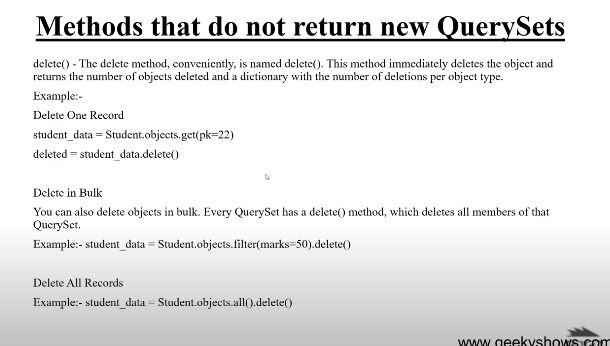 Methods that do not return new QuerySets
delete() - The delete method, conveniently, is named delete(). This method immediately deletes the object and
returns the number of objects deleted and a dictionary with the number of deletions per object type.
Example:-
Delete One Record
student_data = Student.objects.get(pk=22)
deleted = student_data.delete()
Delete in Bulk
You can also delete objects in bulk. Every QuerySet has a delete() method, which deletes all members of that
QuerySet.
Example:- student_data = Student.objects.filter(marks=50).delete()
Delete All Records
Example:- student_data = Student.objects.all().delete()
www.geekyshows.com